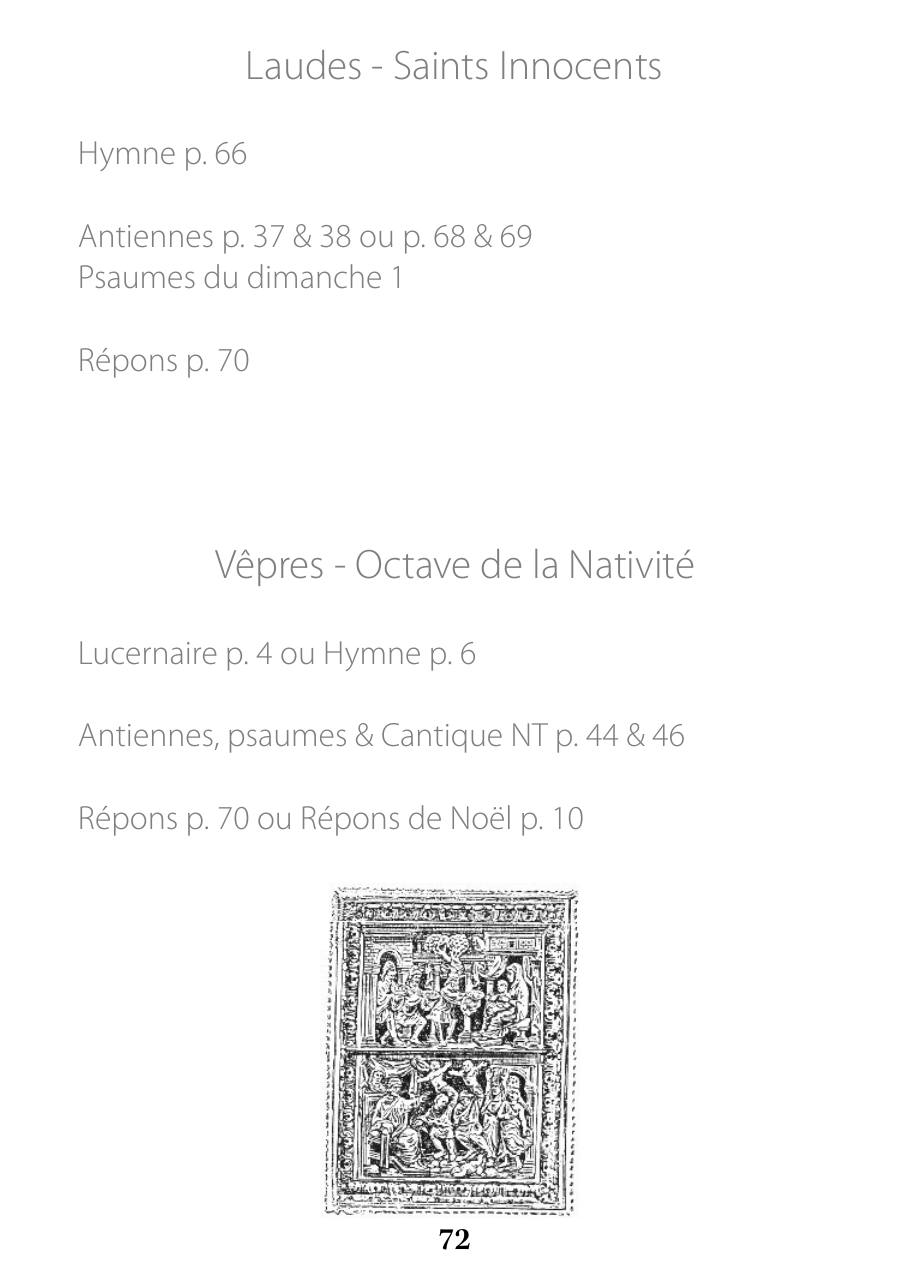 Laudes - Saints Innocents
Hymne p. 66
Antiennes p. 37 & 38 ou p. 68 & 69
Psaumes du dimanche 1
Répons p. 70
Vêpres - Octave de la Nativité
Lucernaire p. 4 ou Hymne p. 6
Antiennes, psaumes & Cantique NT p. 44 & 46
Répons p. 70 ou Répons de Noël p. 10
72